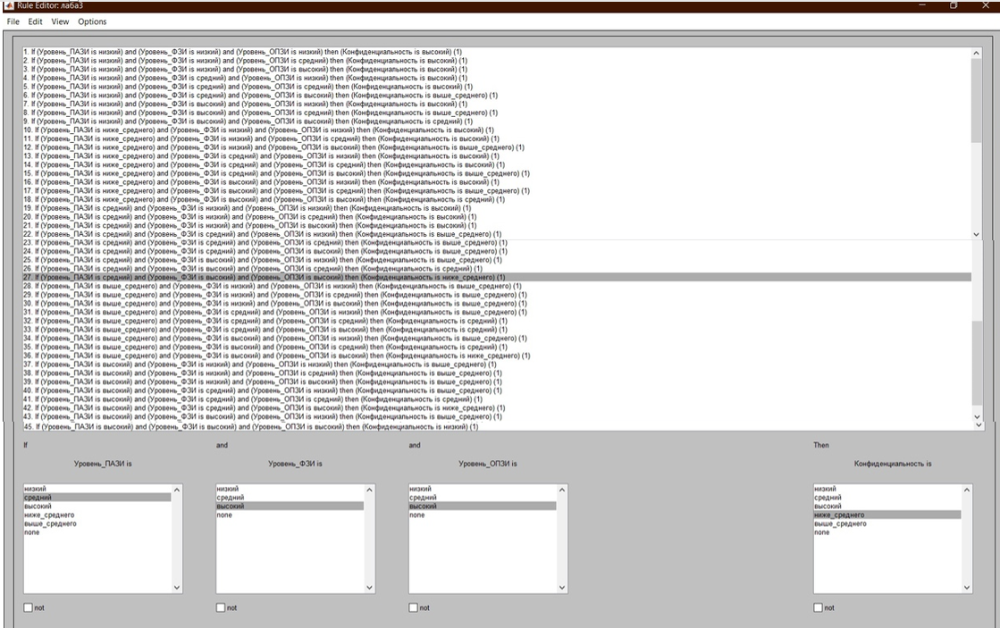 Rule Editor: лаба3
File Edit View Options
1. If (Уровень_ПАЗИ is низкий) and (Уровень_ФЗИ is низкий) and (Уровень_ОПЗИ is низкий) then (Конфиденциальность is высокий) (1)
2. If (Уровень_ПАЗИ is низкий) and (Уровень_ФЗИ is низкий) and (Уровень_ОПЗИ is средний) then (Конфиденциальность is высокий) (1)
3. If (Уровень_ПАЗИ is низкий) and (Уровень_ФЗИ is низкий) and (Уровень_ОПЗИ is высокий) then (Конфиденциальность is высокий) (1)
4. If (Уровень_ПАЗИ is низкий) and (Уровень_ФЗИ is средний) and (Уровень_ОПЗИ is низкий) then (Конфиденциальность is высокий) (1)
5. If (Уровень_ПАЗИ is низкий) and (Уровень_ФЗИ is средний) and (Уровень_ОПЗИ is средний) then (Конфиденциальность is высокий) (1)
6. If (Уровень_ПАЗИ is низкий) and (Уровень_ФЗИ is средний) and (Уровень_ОПЗИ is высокий) then (Конфиденциальность is выше_среднего) (1)
7. If (Уровень_ПАЗИ is низкий) and (Уровень_ФЗИ is высокий) and (Уровень_ОПЗИ is низкий) then (Конфиденциальность is высокий) (1)
8. If (Уровень_ПАЗИ is низкий) and (Уровень_ФЗИ is высокий) and (Уровень_ОПЗИ is средний) then (Конфиденциальность is выше_среднего) (1)
9. If (Уровень_ПАЗИ is низкий) and (Уровень_ФЗИ is высокий) and (Уровень_ОПЗИ is высокий) then (Конфиденциальность is средний) (1)
10. If (Уровень_ПАЗИ is ниже_среднего) and (Уровень_ФЗИ is низкий) and (Уровень_ОПЗИ is низкий) then (Конфиденциальность is высокий) (1)
11. If (Уровень_ПАЗИ is ниже_среднего) and (Уровень_ФЗИ is низкий) and (Уровень_ОПЗИ is средний) then (Конфиденциальность is высокий) (1)
12. If (Уровень_ПАЗИ is ниже_среднего) and (Уровень_ФЗИ is низкий) and (Уровень_ОПЗИ is высокий) then (Конфиденциальность is выше_среднего) (1)
13. If (Уровень_ПАЗИ is ниже_среднего) and (Уровень_ФЗИ is средний) and (Уровень_ОПЗИ is низкий) then (Конфиденциальность is высокий) (1)
14. If (Уровень_ПАЗИ is ниже_среднего) and (Уровень_ФЗИ is средний) and (Уровень_ОПЗИ is средний) then (Конфиденциальность is высокий) (1)
15. If (Уровень_ПАЗИ is ниже_среднего) and (Уровень_ФЗИ is средний) and (Уровень_ОПЗИ is высокий) then (Конфиденциальность is выше_среднего) (1)
16. If (Уровень_ПАЗИ is ниже_среднего) and (Уровень_ФЗИ is высокий) and (Уровень_ОПЗИ is низкий) then (Конфиденциальность is высокий) (1)
17. If (Уровень_ПАЗИ is ниже_среднего) and (Уровень_ФЗИ is высокий) and (Уровень_ОПЗИ is средний) then (Конфиденциальность is выше_среднего) (1)
18. If (Уровень_ПАЗИ is ниже_среднего) and (Уровень_ФЗИ is высокий) and (Уровень_ОПЗИ is высокий) then (Конфиденциальность is средний) (1)
19. If (Уровень_ПАЗИ is средний) and (Уровень_ФЗИ is низкий) and (Уровень_ОПЗИ is низкий) then (Конфиденциальность is высокий) (1)
20. If (Уровень_ПАЗИ is средний) and (Уровень_ФЗИ is низкий) and (Уровень_ОПЗИ is средний) then (Конфиденциальность is высокий) (1)
21. If (Уровень_ПАЗИ is средний) and (Уровень_ФЗИ is низкий) and (Уровень_ОПЗИ is высокий) then (Конфиденциальность is высокий) (1)
22. If (Уровень_ПАЗИ is средний) and (Уровень_ФЗИ is средний) and (Уровень_ОПЗИ is низкий) then (Конфиденциальность is выше_среднего) (1)
23. If (Уровень_ПАЗИ is средний) and (Уровень_ФЗИ is средний) and (Уровень_ОПЗИ is средний) then (Конфиденциальность is выше_среднего) (1)
24. If (Уровень_ПАЗИ is средний) and (Уровень_ФЗИ is средний) and (Уровень_ОПЗИ is высокий) then (Конфиденциальность is выше_среднего) (1)
25. If (Уровень_ПАЗИ is средний) and (Уровень_ФЗИ is высокий) and (Уровень_ОПЗИ is низкий) then (Конфиденциальность is выше_среднего) (1)
26. If (Уровень_ПАЗИ is средний) and (Уровень_ФЗИ is высокий) and (Уровень_ОПЗИ is средний) then (Конфиденциальность is средний) (1)
27. If (Уровень_ПАЗИ is средний) and (Уровень_ФЗИ is высокий) and (Уровень_ОПЗИ is высокий) then (Конфиденциальность is ниже_среднего) (1)
28. If (Уровень_ПАЗИ is выше_среднего) and (Уровень_ФЗИ is низкий) and (Уровень_ОПЗИ is низкий) then (Конфиденциальность is выше_среднего) (1)
29. If (Уровень_ПАЗИ is выше_среднего) and (Уровень_ФЗИ is низкий) and (Уровень_ОПЗИ is средний) then (Конфиденциальность is выше_среднего) (1)
30. If (Уровень_ПАЗИ is выше_среднего) and (Уровень_ФЗИ is низкий) and (Уровень_ОПЗИ is высокий) then (Конфиденциальность is выше_среднего) (1)
31. If (Уровень_ПАЗИ is выше_среднего) and (Уровень_ФЗИ is средний) and (Уровень_ОПЗИ is низкий) then (Конфиденциальность is выше_среднего) (1)
32. If (Уровень_ПАЗИ is выше_среднего) and (Уровень_ФЗИ is средний) and (Уровень_ОПЗИ is средний) then (Конфиденциальность is средний) (1)
33. If (Уровень_ПАЗИ is выше_среднего) and (Уровень_ФЗИ is средний) and (Уровень_ОПЗИ is высокий) then (Конфиденциальность is средний) (1)
34. If (Уровень_ПАЗИ is выше_среднего) and (Уровень_ФЗИ is высокий) and (Уровень_ОПЗИ is низкий) then (Конфиденциальность is выше_среднего) (1)
35. If (Уровень_ПАЗИ is выше_среднего) and (Уровень_ФЗИ is высокий) and (Уровень_ОПЗИ is средний) then (Конфиденциальность is средний) (1)
36. If (Уровень_ПАЗИ is выше_среднего) and (Уровень_ФЗИ is высокий) and (Уровень_ОПЗИ is высокий) then (Конфиденциальность is ниже_среднего) (1)
37. If (Уровень_ПАЗИ is высокий) and (Уровень_ФЗИ is низкий) and (Уровень_ОПЗИ is низкий) then (Конфиденциальность is выше_среднего) (1)
38. If (Уровень_ПАЗИ is высокий) and (Уровень_ФЗИ is низкий) and (Уровень_ОПЗИ is средний) then (Конфиденциальность is выше_среднего) (1)
39. If (Уровень_ПАЗИ is высокий) and (Уровень_ФЗИ is низкий) and (Уровень_ОПЗИ is высокий) then (Конфиденциальность is выше_среднего) (1)
40. If (Уровень_ПАЗИ is высокий) and (Уровень_ФЗИ is средний) and (Уровень_ОПЗИ is низкий) then (Конфиденциальность is выше_среднего) (1)
41. If (Уровень_ПАЗИ is высокий) and (Уровень_ФЗИ is средний) and (Уровень_ОПЗИ is средний) then (Конфиденциальность is средний) (1)
42. If (Уровень_ПАЗИ is высокий) and (Уровень_ФЗИ is средний) and (Уровень_ОПЗИ is высокий) then (Конфиденциальность is ниже_среднего) (1)
43. If (Уровень_ПАЗИ is высокий) and (Уровень_ФЗИ is высокий) and (Уровень_ОПЗИ is низкий) then (Конфиденциальность is выше_среднего) (1)
45. If (Уровень_ПАЗИ is высокий) and (Уровень_ФЗИ is высокий) and (Уровень_ОПЗИ is высокий) then (Конфиденциальность is низкий) (1)
If and and Then
Уровень_ПАЗИ is Уровень_ФЗИ is Уровень_ОПЗИ is Конфиденциальность is
низкий низкий низкий низкий
средний средний средний средний
высокий высокий высокий высокий
ниже_среднего none none ниже_среднего
выше_среднего выше_среднего
none none
not not not not